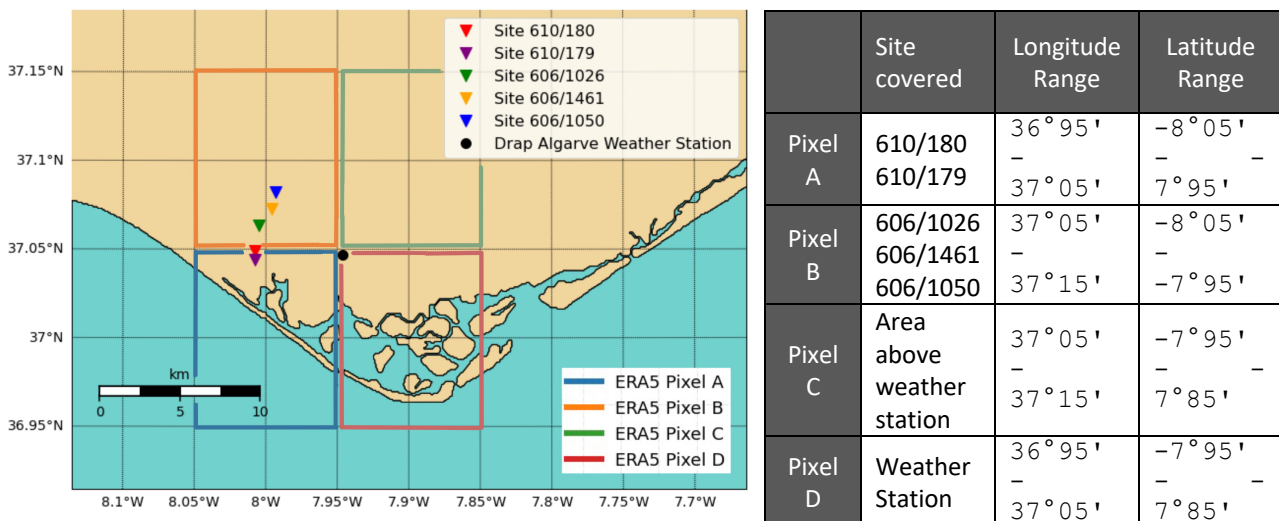 Site 610/180
Site 610/179
Site 606/1026
Site 606/1461
Site 606/1050
Drap Algarve Weather Station
37.15°N
37.1°N
37.05°N
37°N
36.95°N
km
0 5 10
ERA5 Pixel A
ERA5 Pixel B
ERA5 Pixel C
ERA5 Pixel D
8.1°W 8.05°W 8°W 7.95°W 7.9°W 7.85°W 7.8°W 7.75°W 7.7°W
Site covered
Longitude Range
Latitude Range
Pixel A
610/180
610/179
36°95'
–
37°05'
-8°05'
– -
7°95'
Pixel B
606/1026
606/1461
606/1050
37°05'
–
37°15'
-8°05'
–
-7°95'
Pixel C
Area
above
weather
station
37°05'
–
37°15'
-7°95'
– -
7°85'
Pixel D
Weather
Station
36°95'
–
37°05'
-7°95'
– -
7°85'